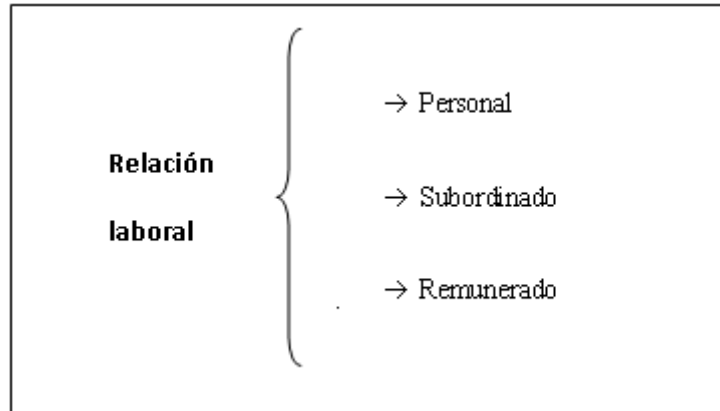 Relación
laboral
→ Personal
→ Subordinado
→ Remunerado